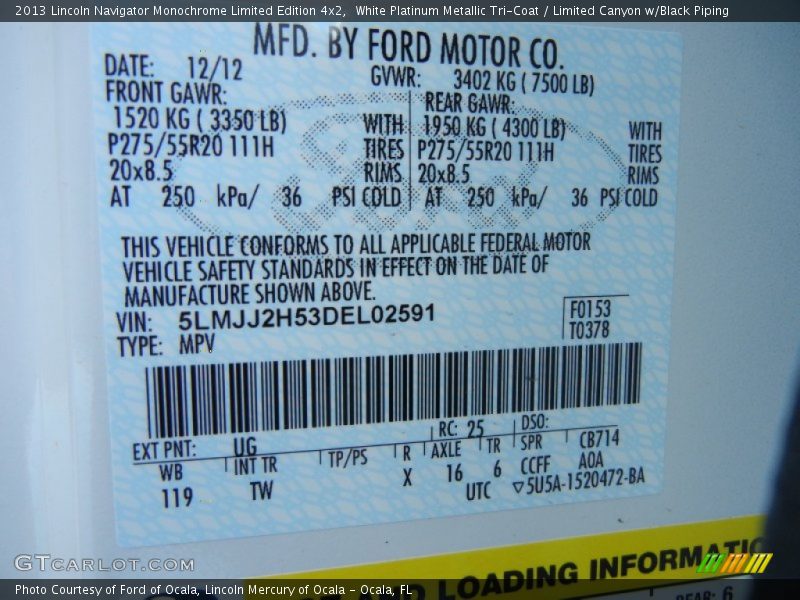 2013 Lincoln Navigator Monochrome Limited Edition 4x2, White Platinum Metallic Tri-Coat / Limited Canyon w/Black Piping
MFD. BY FORD MOTOR CO.
DATE: 12/12 GVWR: 3402 KG ( 7500 LB)
FRONT GAWR: REAR GAWR:
1520 KG ( 3350 LB) WITH 1950 KG ( 4300 LB) WITH
P275/55R20 111H TIRES P275/55R20 111H TIRES
20x8.5 RIMS 20x8.5 RIMS
AT 250 kPa/ 36 PSI COLD AT 250 kPa/ 36 PSI COLD
THIS VEHICLE CONFORMS TO ALL APPLICABLE FEDERAL MOTOR
VEHICLE SAFETY STANDARDS IN EFFECT ON THE DATE OF
MANUFACTURE SHOWN ABOVE.
VIN: 5LMJJ2H53DEL02591 F0153
TYPE: MPV T0378
EXT PNT: UG RC: 25 DSO:
WB INT TR TP/PS R AXLE TR SPR CB714
119 TW X 16 6 CCFF AOA
UTC ▽5U5A-1520472-BA
AND LOADING INFORMATIO
REAR: 6
GTCARLOT.COM
Photo Courtesy of Ford of Ocala, Lincoln Mercury of Ocala - Ocala, FL